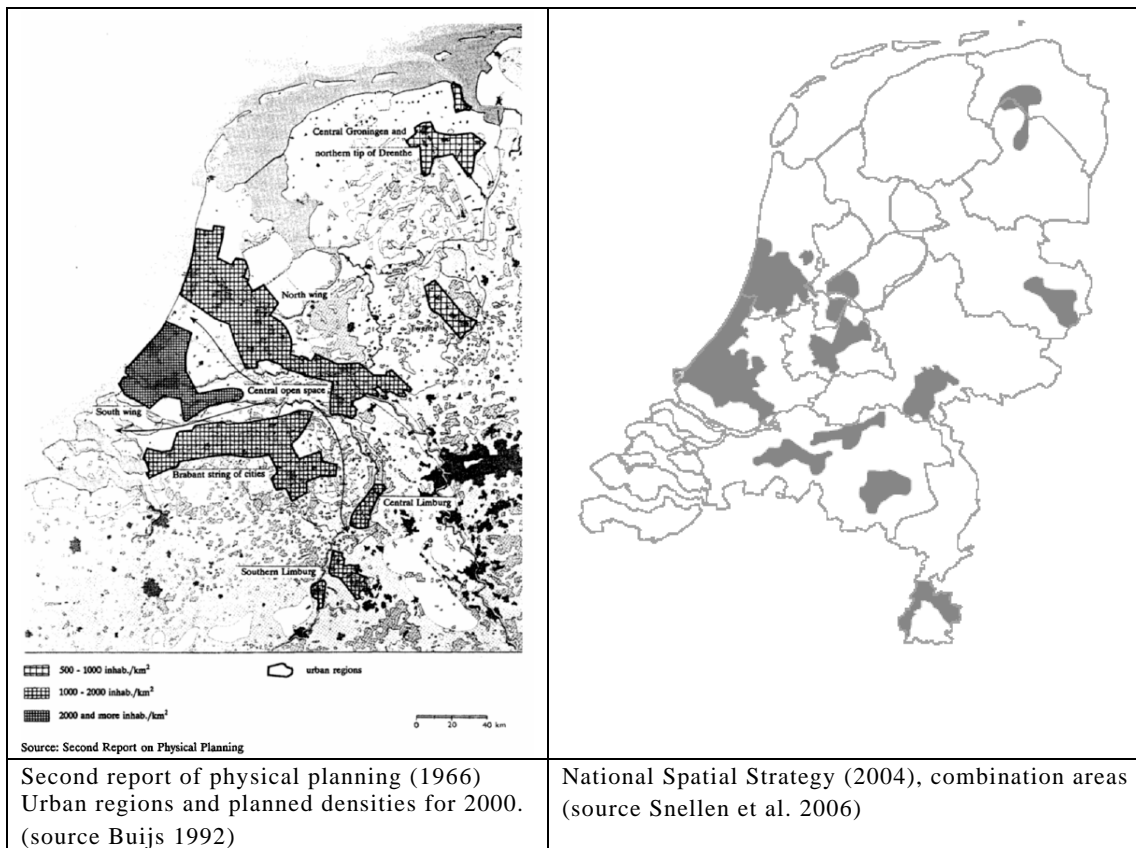 Central Groningen and
northern tip of Drenthe
North wing
Twente
Central open space
South wing
Brabant string of cities
Central Limburg
Southern Limburg
500 - 1000 inhab./km²
urban regions
1000 - 2000 inhab./km²
2000 and more inhab./km²
0 20 40 km
Source: Second Report on Physical Planning
Second report of physical planning (1966)
Urban regions and planned densities for 2000.
(source Buijs 1992)
National Spatial Strategy (2004), combination areas
(source Snellen et al. 2006)